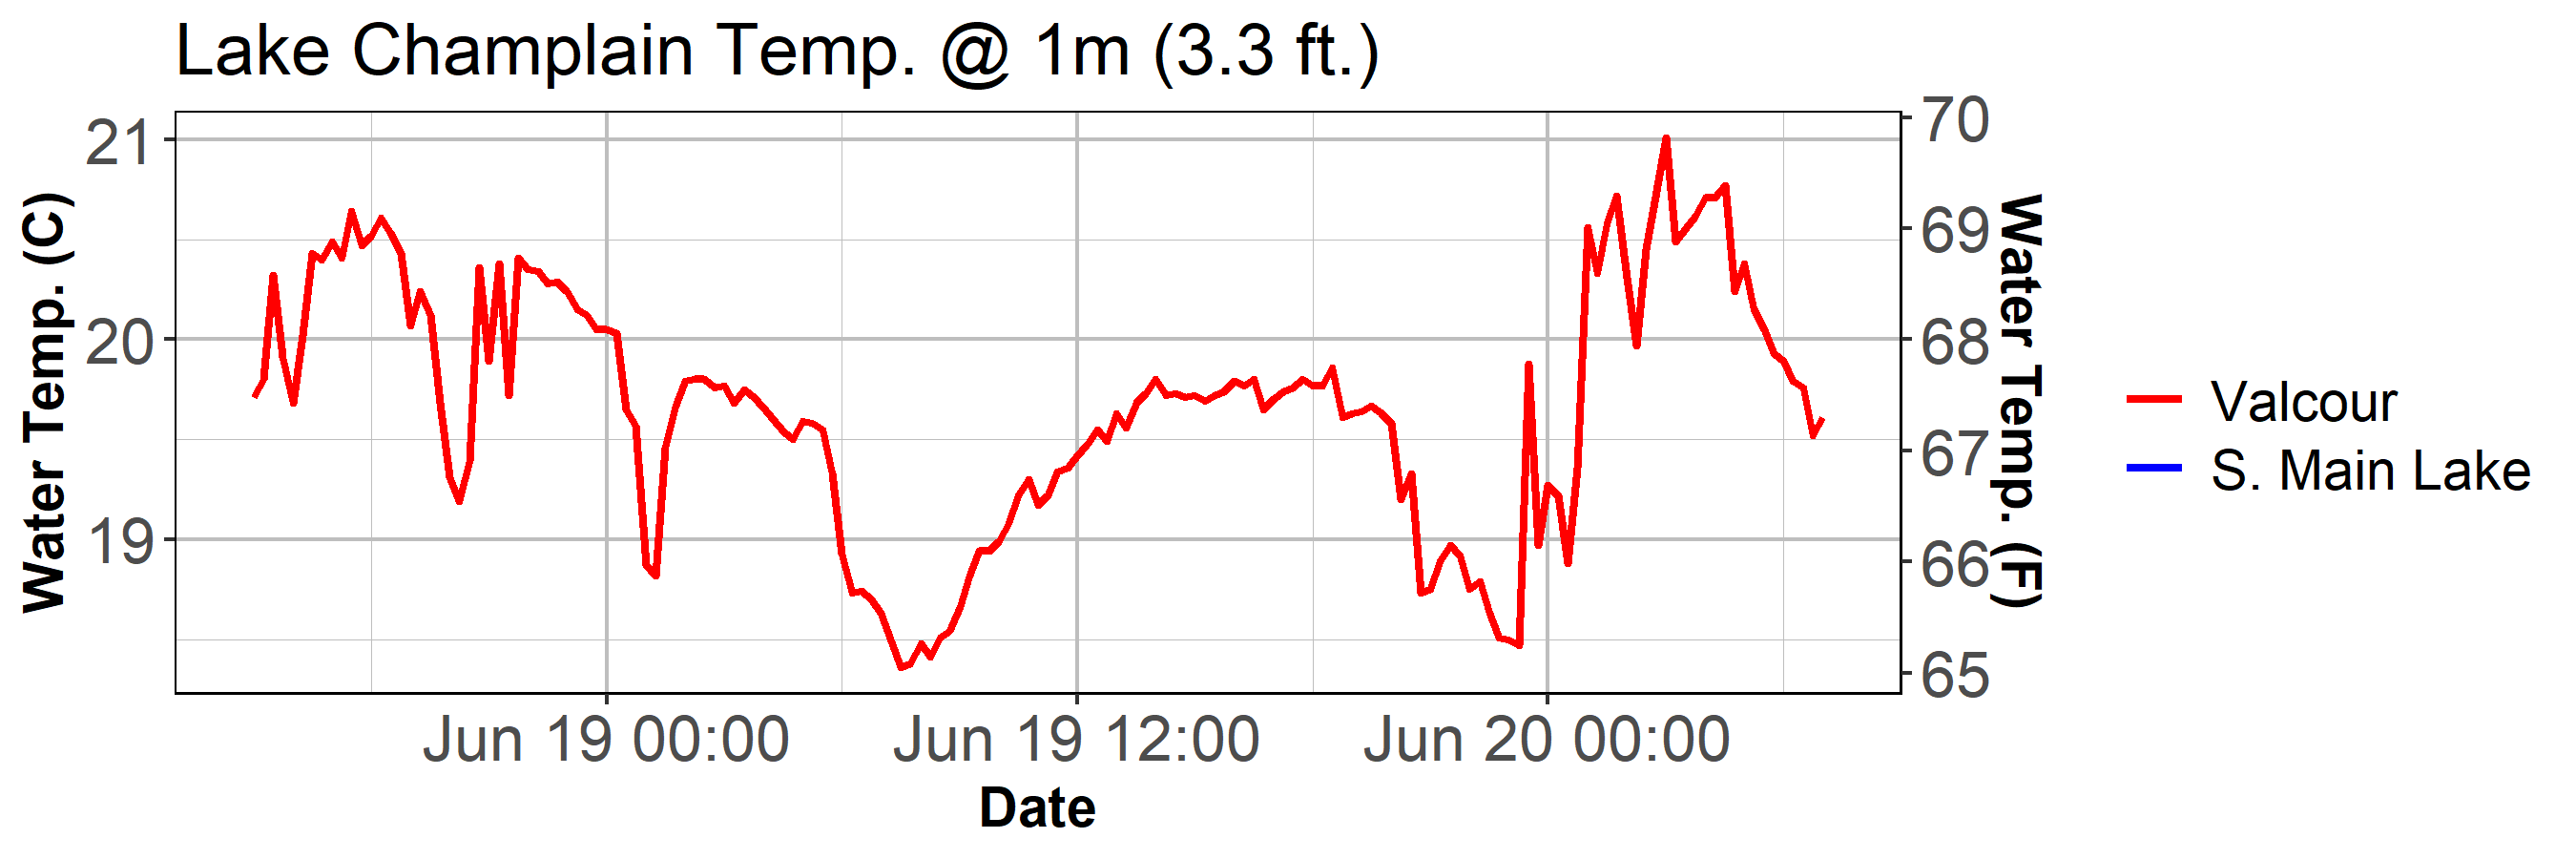 Lake Champlain Temp. @ 1m (3.3 ft.)
Water Temp. (C)
21
20
19
70
69
68
67
66
65
Water Temp. (F)
Jun 19 00:00
Jun 19 12:00
Jun 20 00:00
Date
Valcour
S. Main Lake